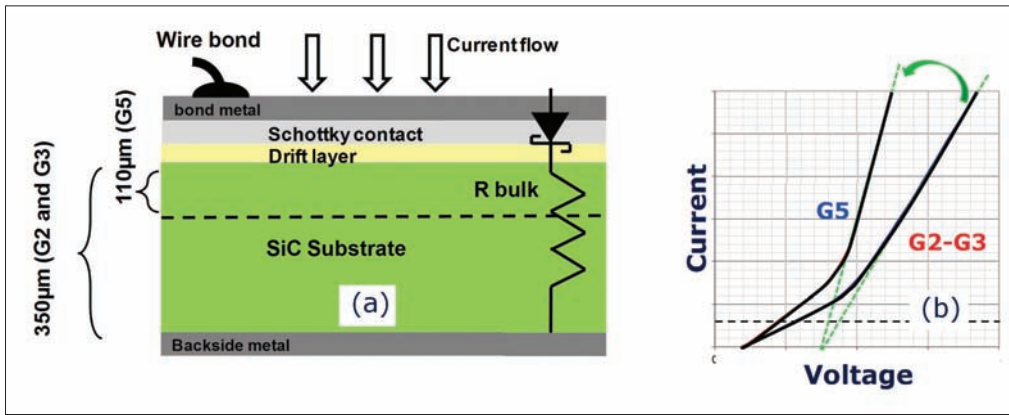 Wire bond
Current flow
bond metal
Schottky contact
Drift layer
R bulk
SiC Substrate
(a)
Backside metal
110μm (G5)
350μm (G2 and G3)
Current
G5
G2-G3
(b)
0
Voltage